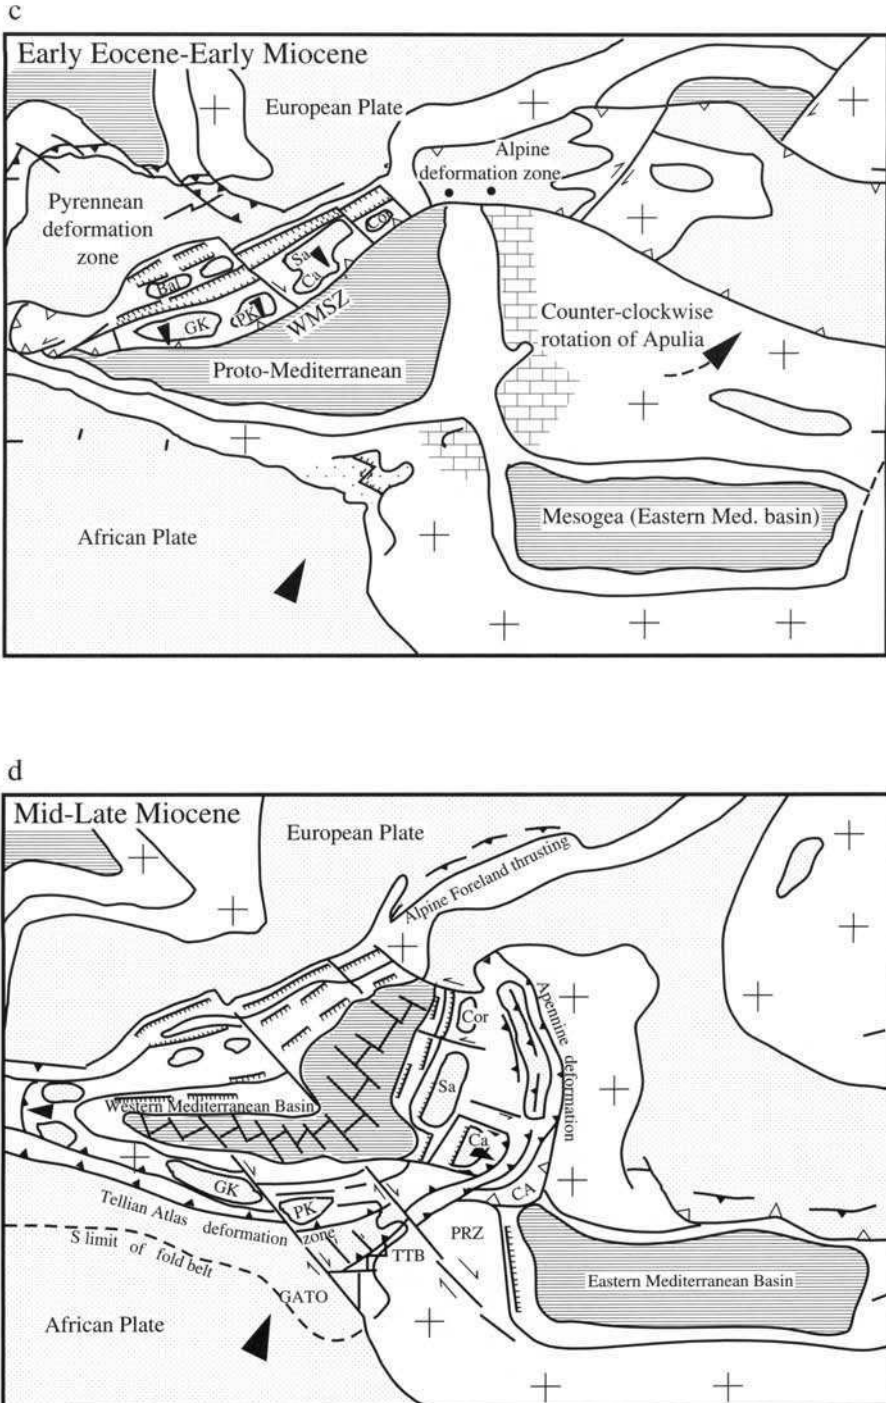 c
Early Eocene-Early Miocene
European Plate
Alpine
deformation zone
Pyrennean
deformation
zone
Cor
Sa
Ca
Bal
GK
PK
WMSZ
Counter-clockwise
rotation of Apulia
Proto-Mediterranean
Mesogea (Eastern Med. basin)
African Plate
d
Mid-Late Miocene
European Plate
Alpine Foreland thrusting
Apennine deformation
Cor
Sa
Western Mediterranean Basin
Ca
GK
PK
CA
Tellian Atlas deformation zone
S limit of fold belt
TTB
PRZ
GATO
Eastern Mediterranean Basin
African Plate